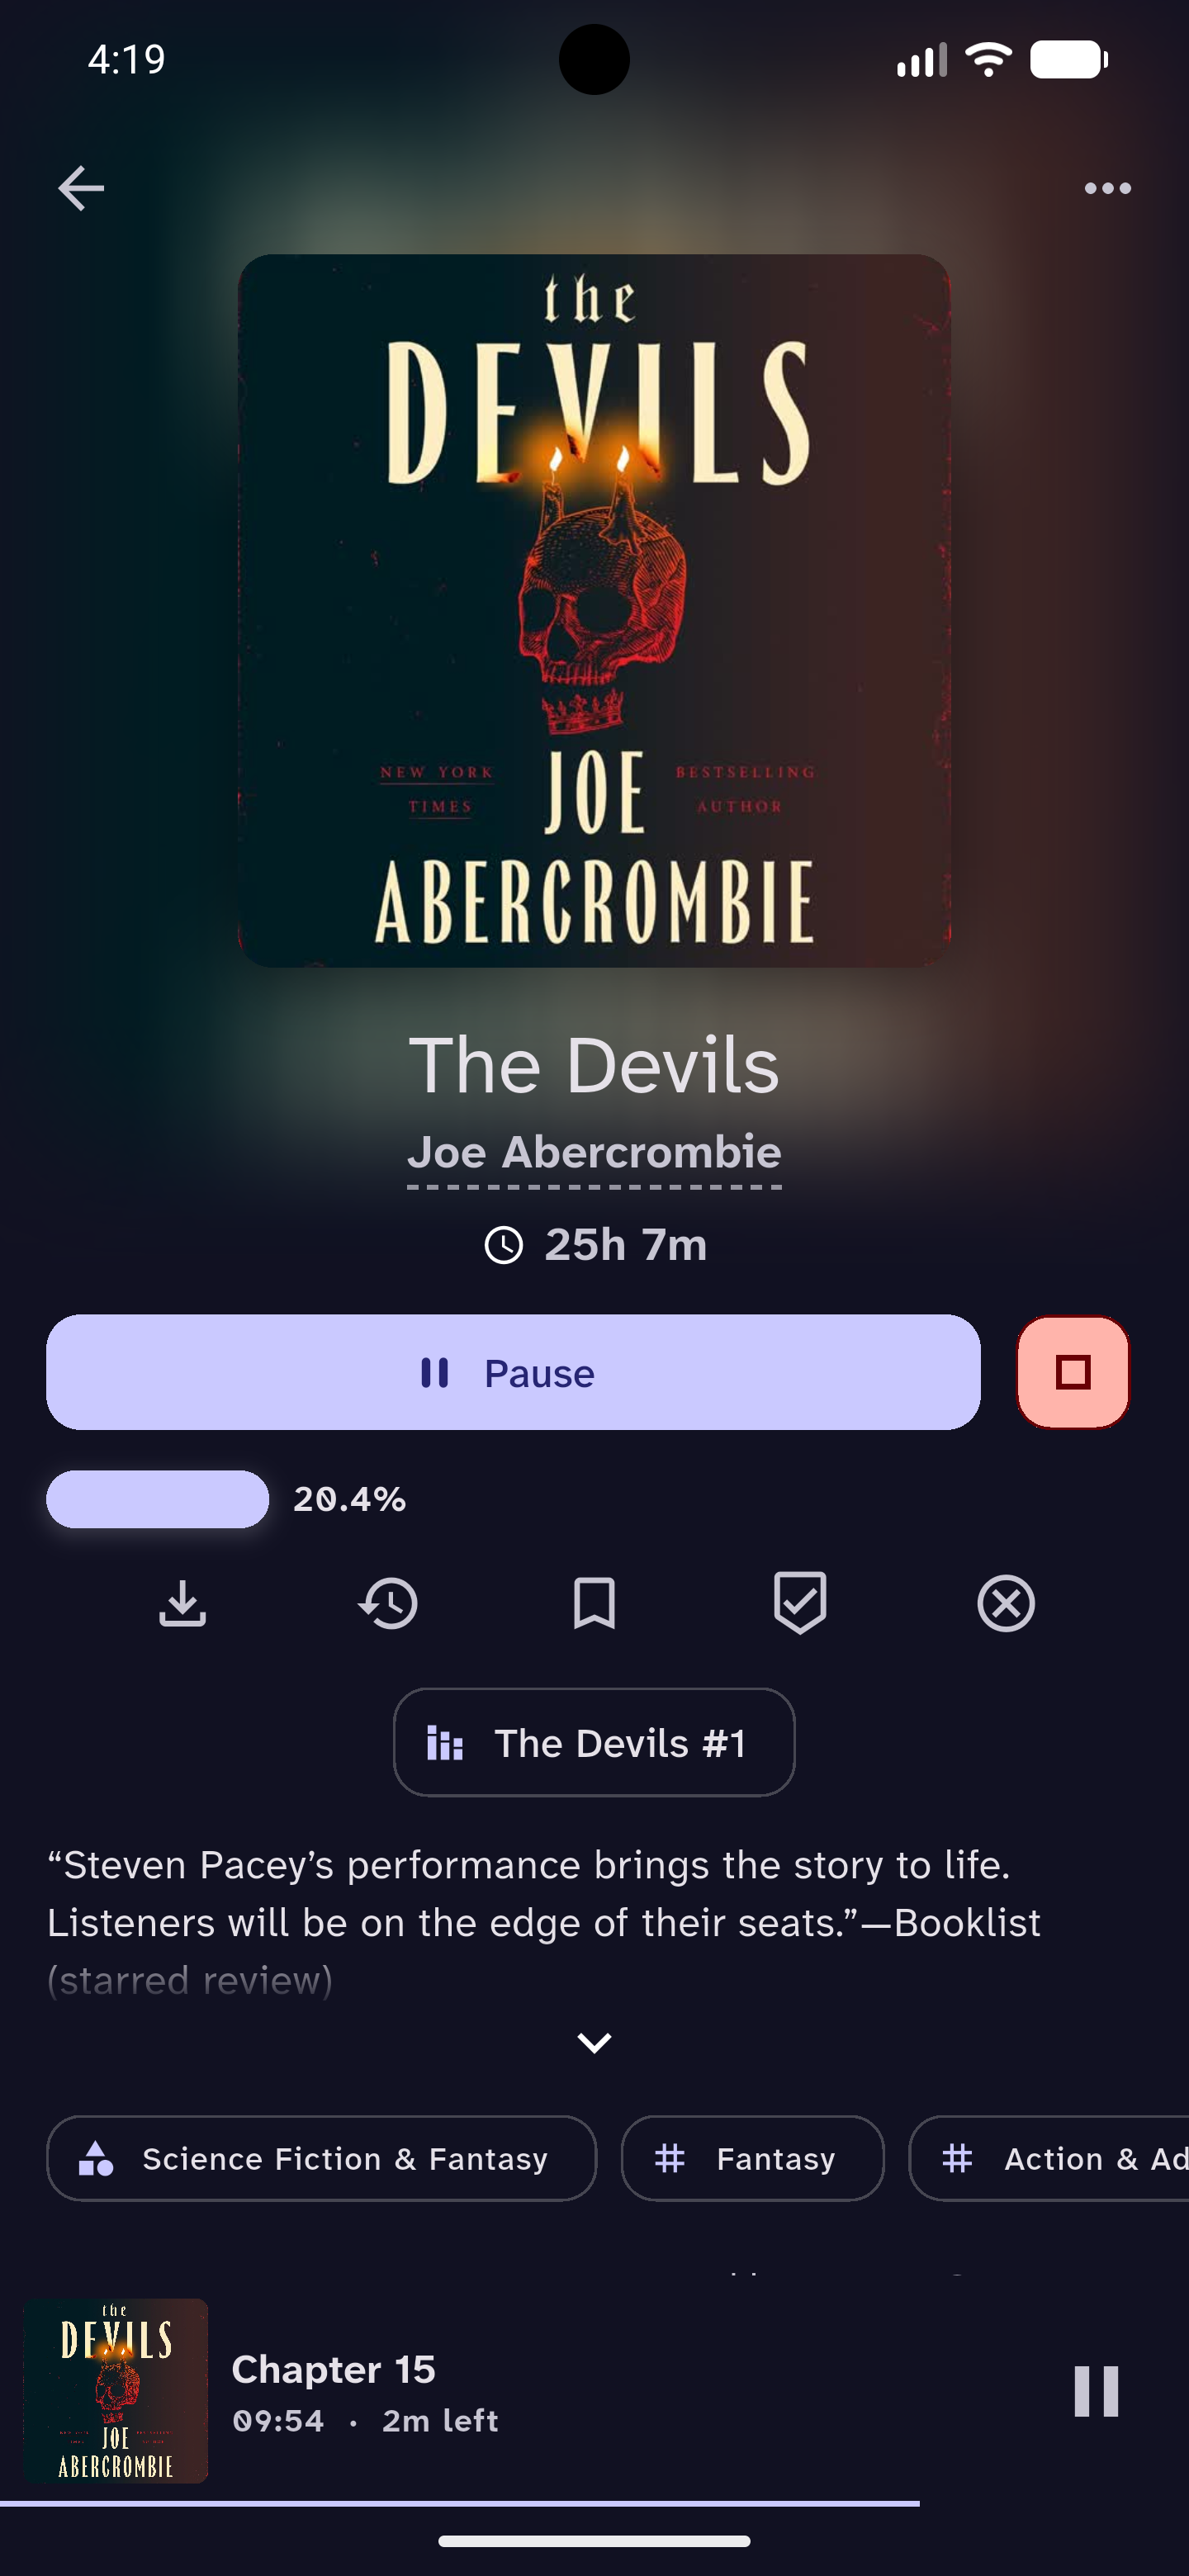 4:19
the
DEVILS
NEW YORK
TIMES
JOE
BESTSELLING
AUTHOR
ABERCROMBIE
The Devils
Joe Abercrombie
25h 7m
Pause
20.4%
The Devils #1
“Steven Pacey’s performance brings the story to life.
Listeners will be on the edge of their seats.”—Booklist
(starred review)
Science Fiction & Fantasy
# Fantasy
# Action & Ad
the
DEVILS
JOE
ABERCROMBIE
Chapter 15
09:54 · 2m left